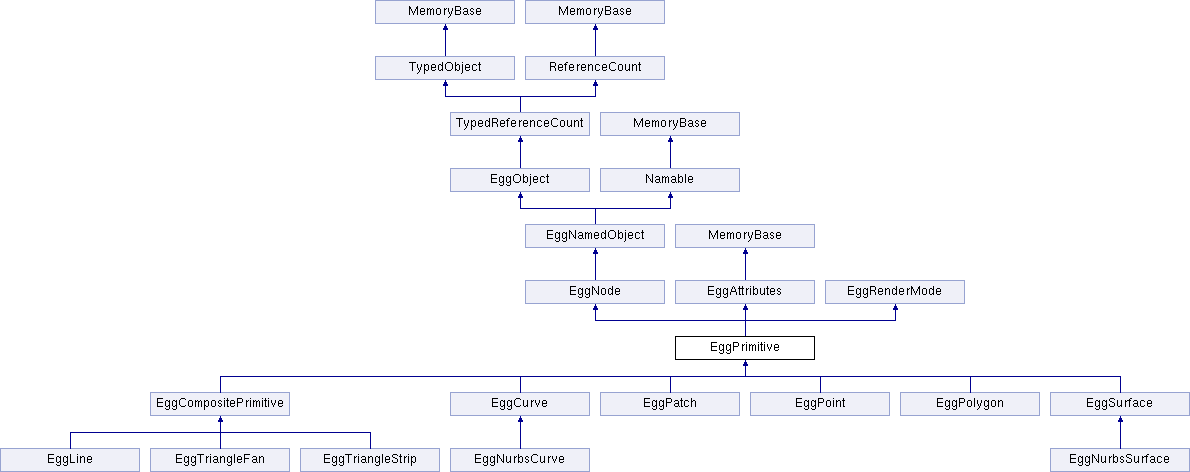 MemoryBase MemoryBase
TypedObject ReferenceCount
TypedReferenceCount MemoryBase
EggObject Namable
EggNamedObject MemoryBase
EggNode EggAttributes EggRenderMode
EggPrimitive
EggCompositePrimitive EggCurve EggPatch EggPoint EggPolygon EggSurface
EggLine EggTriangleFan EggTriangleStrip EggNurbsCurve EggNurbsSurface